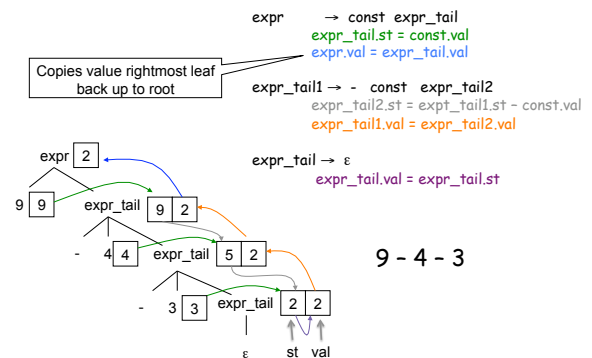 expr → const expr_tail
expr_tail.st = const.val
expr.val = expr_tail.val
Copies value rightmost leaf
back up to root
expr_tail1 → - const expr_tail2
expr_tail2.st = expt_tail1.st – const.val
expr_tail1.val = expr_tail2.val
expr_tail → ε
expr_tail.val = expr_tail.st
expr 2
9 9 expr_tail 9 2
- 4 4 expr_tail 5 2
9 – 4 – 3
- 3 3 expr_tail 2 2
ε st val